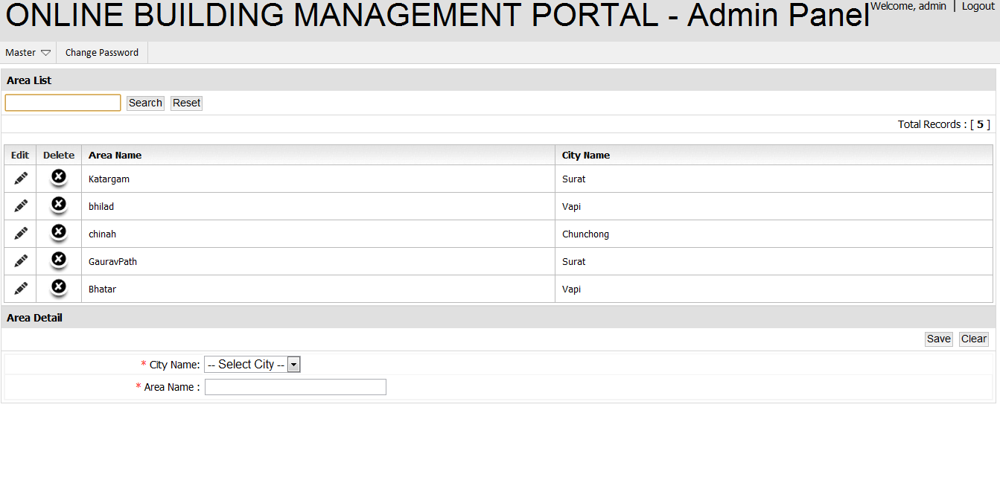 ONLINE BUILDING MANAGEMENT PORTAL - Admin Panel Welcome, admin | Logout
Master Change Password
Area List
Search Reset
Total Records : [ 5 ]
Edit Delete Area Name City Name
Katargam Surat
bhilad Vapi
chinah Chunchong
GauravPath Surat
Bhatar Vapi
Area Detail
Save Clear
* City Name: -- Select City --
* Area Name :